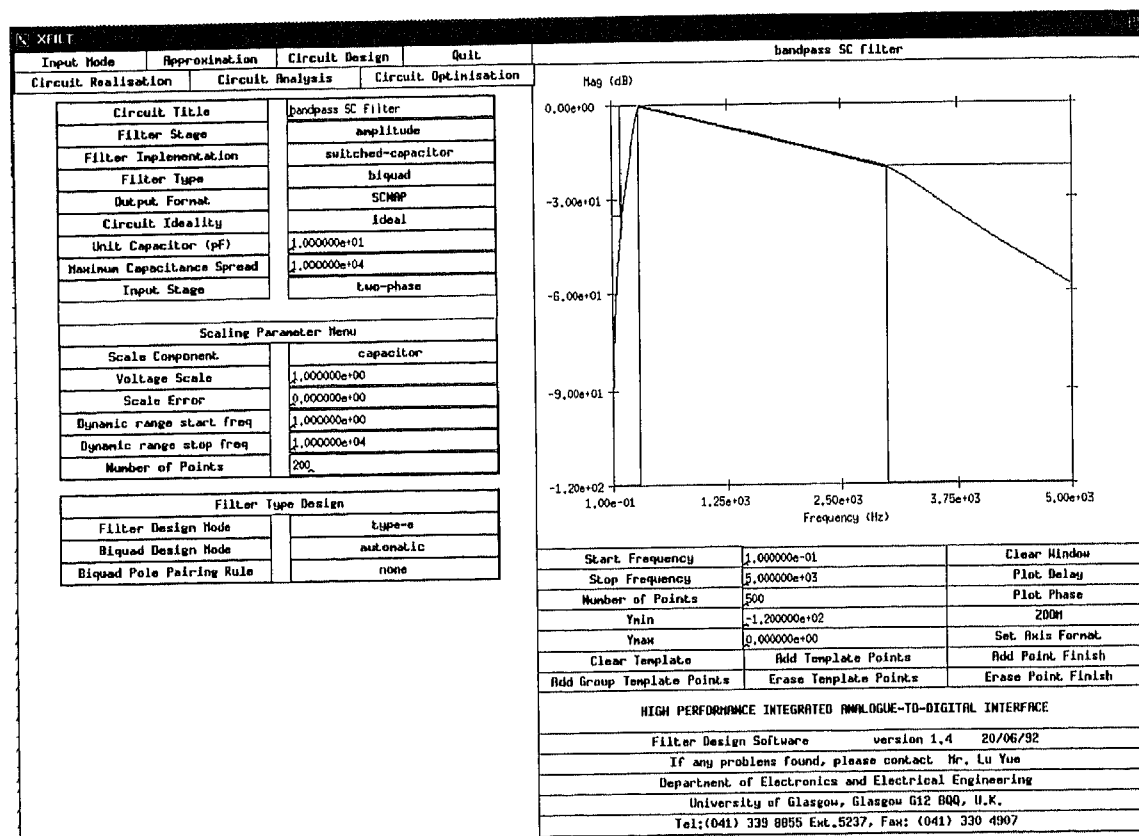 XFILT
Input Mode Approximation Circuit Design Quit
Circuit Realisation Circuit Analysis Circuit Optimisation
Circuit Title bandpass SC filter
Filter Stage amplitude
Filter Implementation switched-capacitor
Filter Type biquad
Output Format SCNAP
Circuit Ideality ideal
Unit Capacitor (pF) 1.000000e+01
Maximum Capacitance Spread 1.000000e+04
Input Stage two-phase
Scaling Parameter Menu
Scale Component capacitor
Voltage Scale 1.000000e+00
Scale Error 0.000000e+00
Dynamic range start freq 1.000000e+00
Dynamic range stop freq 1.000000e+04
Number of Points 200
Filter Type Design
Filter Design Mode type-e
Biquad Design Mode automatic
Biquad Pole Pairing Rule none
bandpass SC filter
Mag (dB)
0.00e+00
-3.00e+01
-6.00e+01
-9.00e+01
-1.20e+02
1.00e-01 1.25e+03 2.50e+03 3.75e+03 5.00e+03
Frequency (Hz)
Start Frequency 1.000000e-01 Clear Window
Stop Frequency 5.000000e+03 Plot Delay
Number of Points 500 Plot Phase
Ymin -1.200000e+02 ZOOM
Ymax 0.000000e+00 Set Axis Format
Clear Template Add Template Points Add Point Finish
Add Group Template Points Erase Template Points Erase Point Finish
HIGH PERFORMANCE INTEGRATED ANALOGUE-TO-DIGITAL INTERFACE
Filter Design Software version 1.4 20/06/92
If any problems found, please contact Mr. Lu Yue
Department of Electronics and Electrical Engineering
University of Glasgow, Glasgow G12 8QQ, U.K.
Tel:(041) 339 8855 Ext.5237, Fax: (041) 330 4907